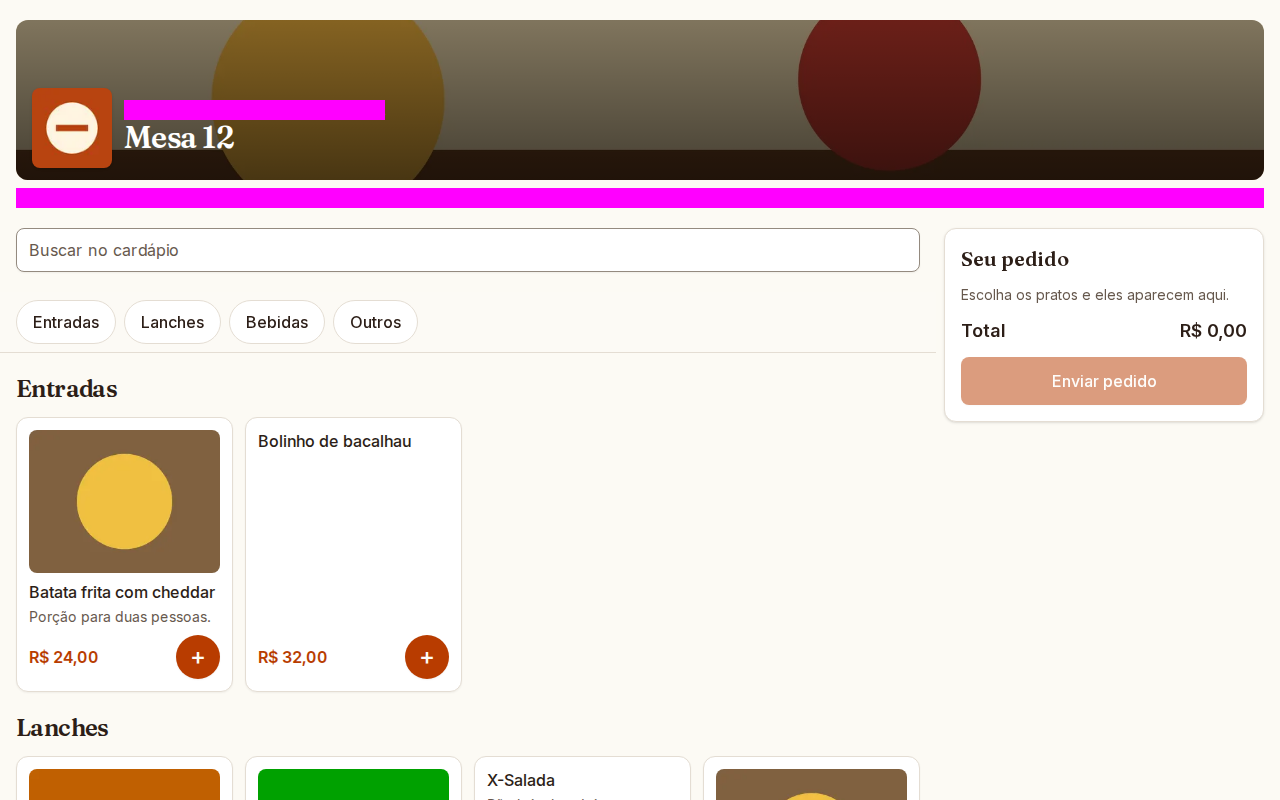 Mesa 12
Buscar no cardápio
Entradas
Lanches
Bebidas
Outros
Seu pedido
Escolha os pratos e eles aparecem aqui.
Total
R$ 0,00
Enviar pedido
Entradas
Batata frita com cheddar
Porção para duas pessoas.
R$ 24,00
+
Bolinho de bacalhau
R$ 32,00
+
Lanches
X-Salada